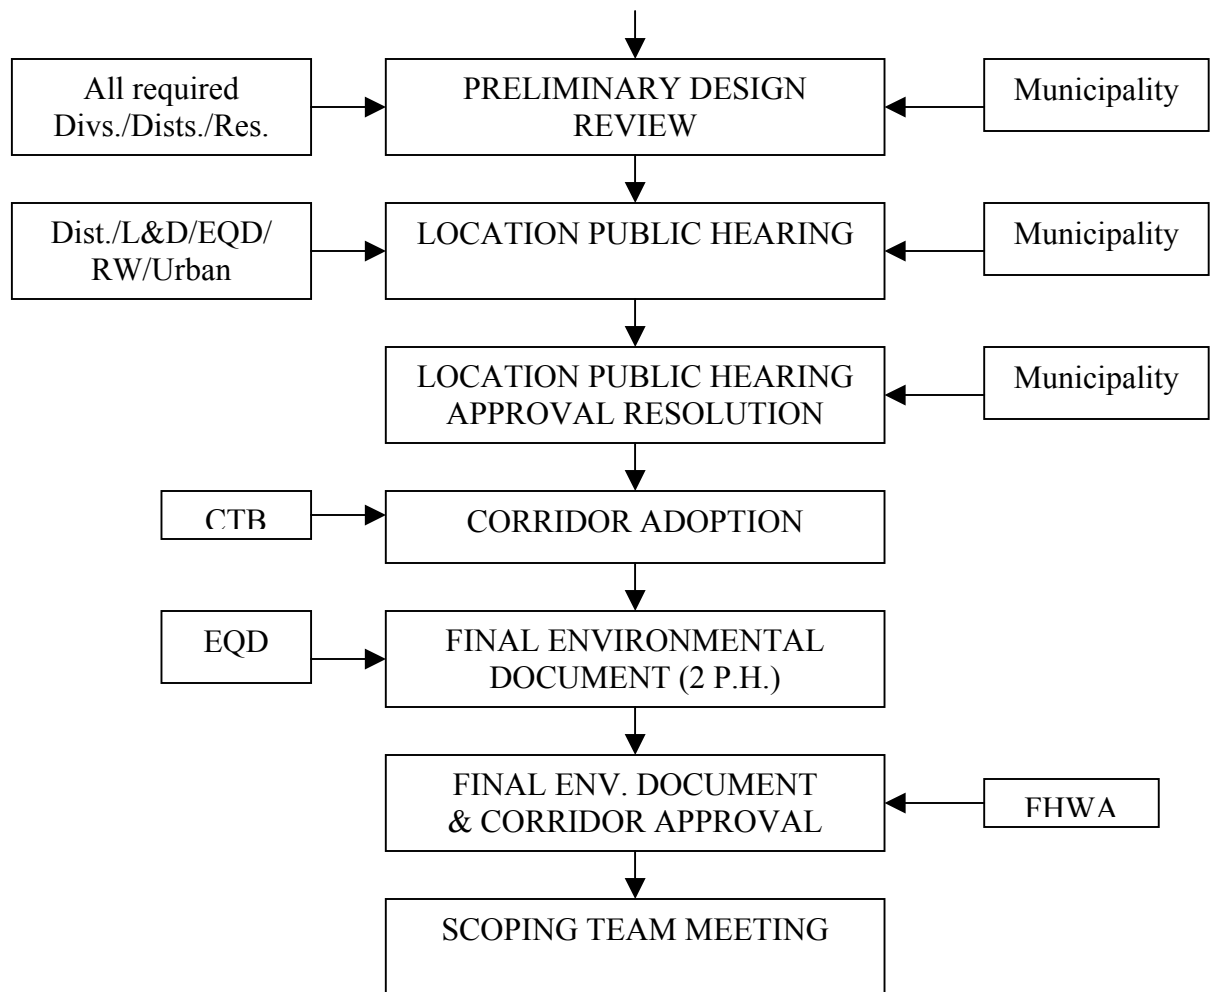 All required
Divs./Dists./Res.
PRELIMINARY DESIGN
REVIEW
Municipality
Dist./L&D/EQD/
RW/Urban
LOCATION PUBLIC HEARING
Municipality
LOCATION PUBLIC HEARING
APPROVAL RESOLUTION
Municipality
CTB
CORRIDOR ADOPTION
EQD
FINAL ENVIRONMENTAL
DOCUMENT (2 P.H.)
FINAL ENV. DOCUMENT
& CORRIDOR APPROVAL
FHWA
SCOPING TEAM MEETING